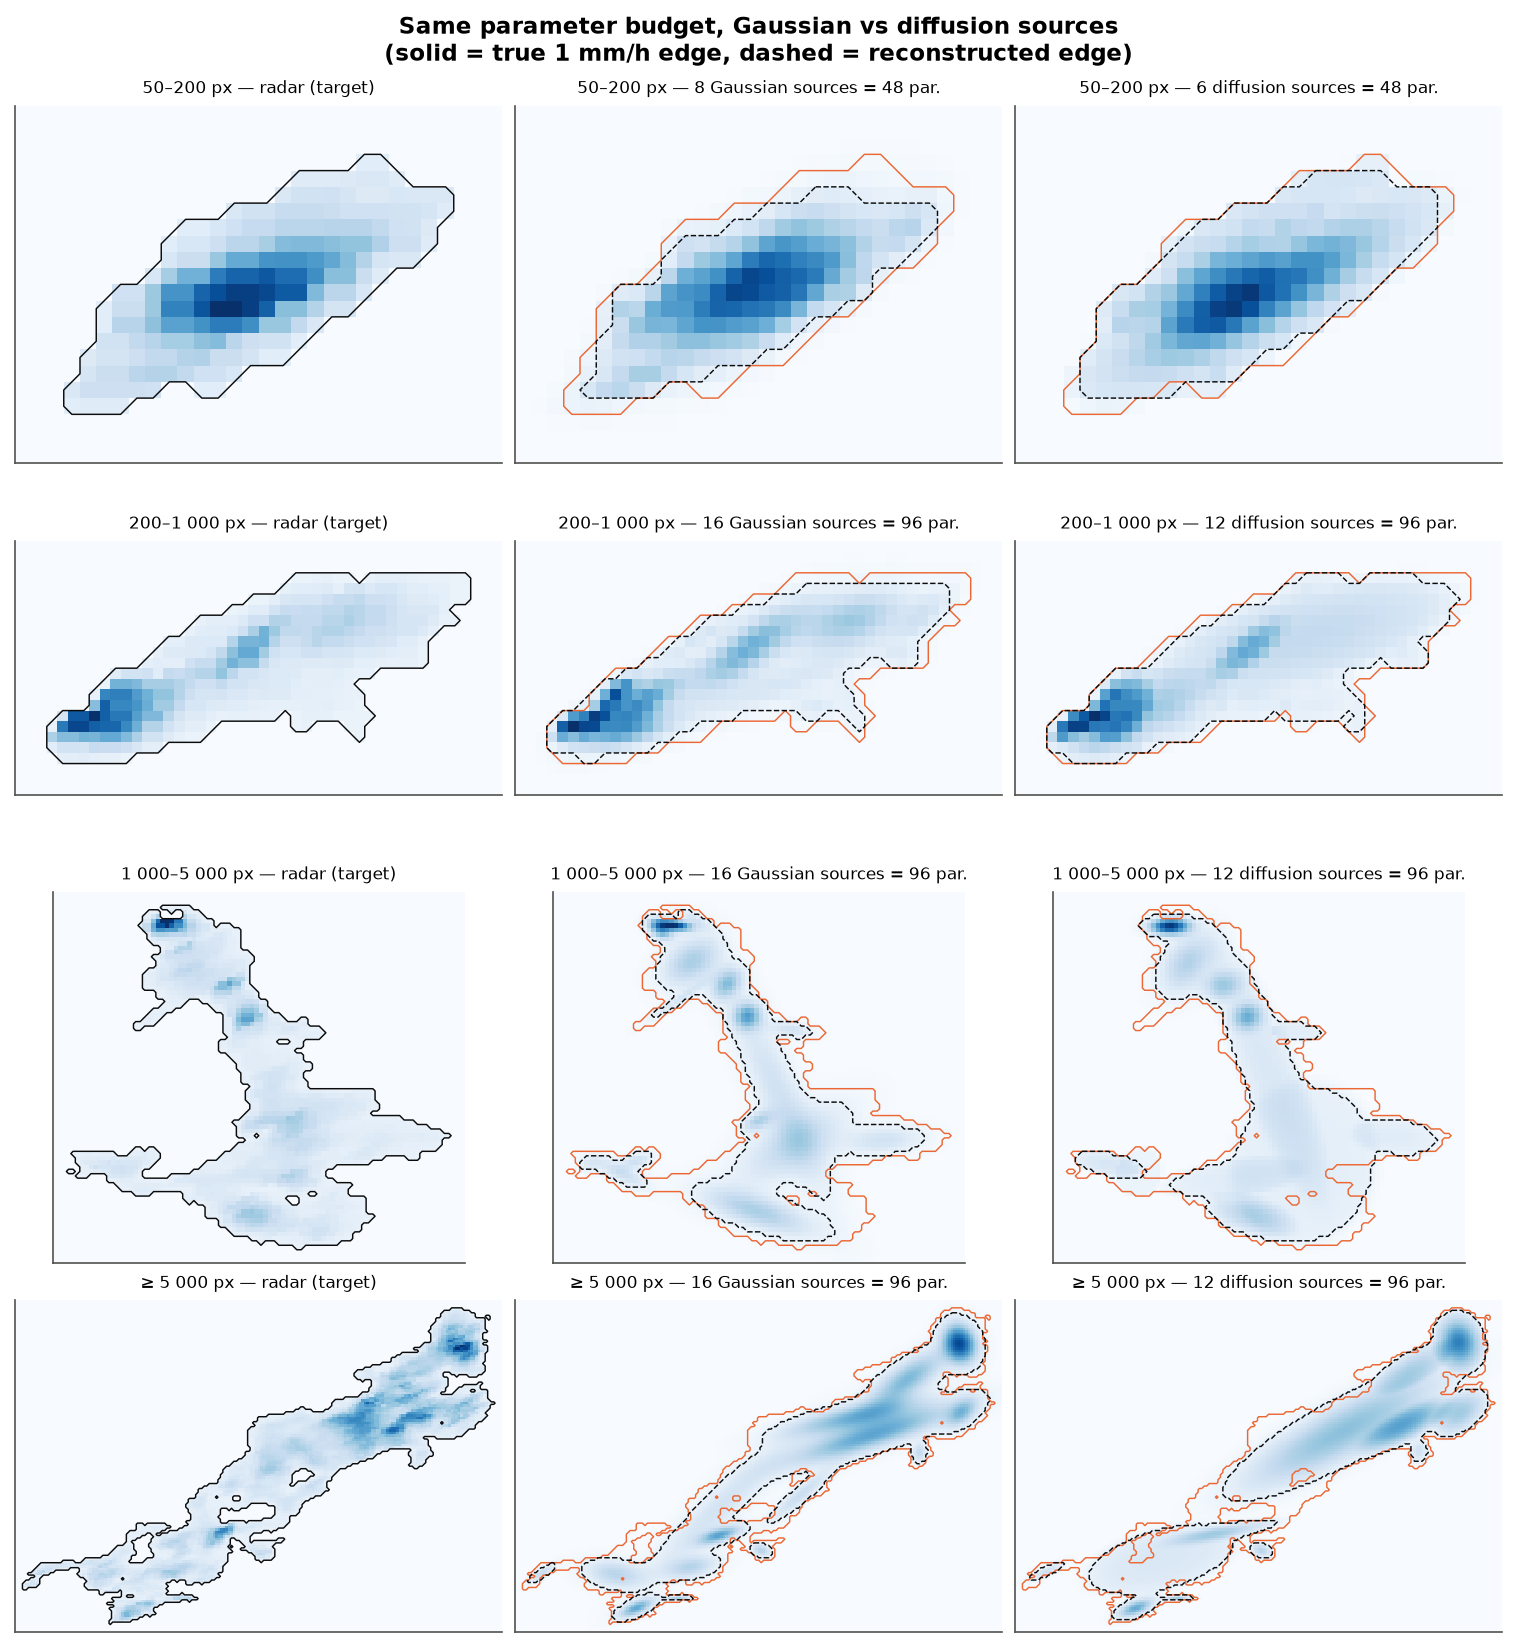 Same parameter budget, Gaussian vs diffusion sources
(solid = true 1 mm/h edge, dashed = reconstructed edge)
50–200 px — radar (target)
50–200 px — 8 Gaussian sources = 48 par.
50–200 px — 6 diffusion sources = 48 par.
200–1 000 px — radar (target)
200–1 000 px — 16 Gaussian sources = 96 par.
200–1 000 px — 12 diffusion sources = 96 par.
1 000–5 000 px — radar (target)
1 000–5 000 px — 16 Gaussian sources = 96 par.
1 000–5 000 px — 12 diffusion sources = 96 par.
≥ 5 000 px — radar (target)
≥ 5 000 px — 16 Gaussian sources = 96 par.
≥ 5 000 px — 12 diffusion sources = 96 par.